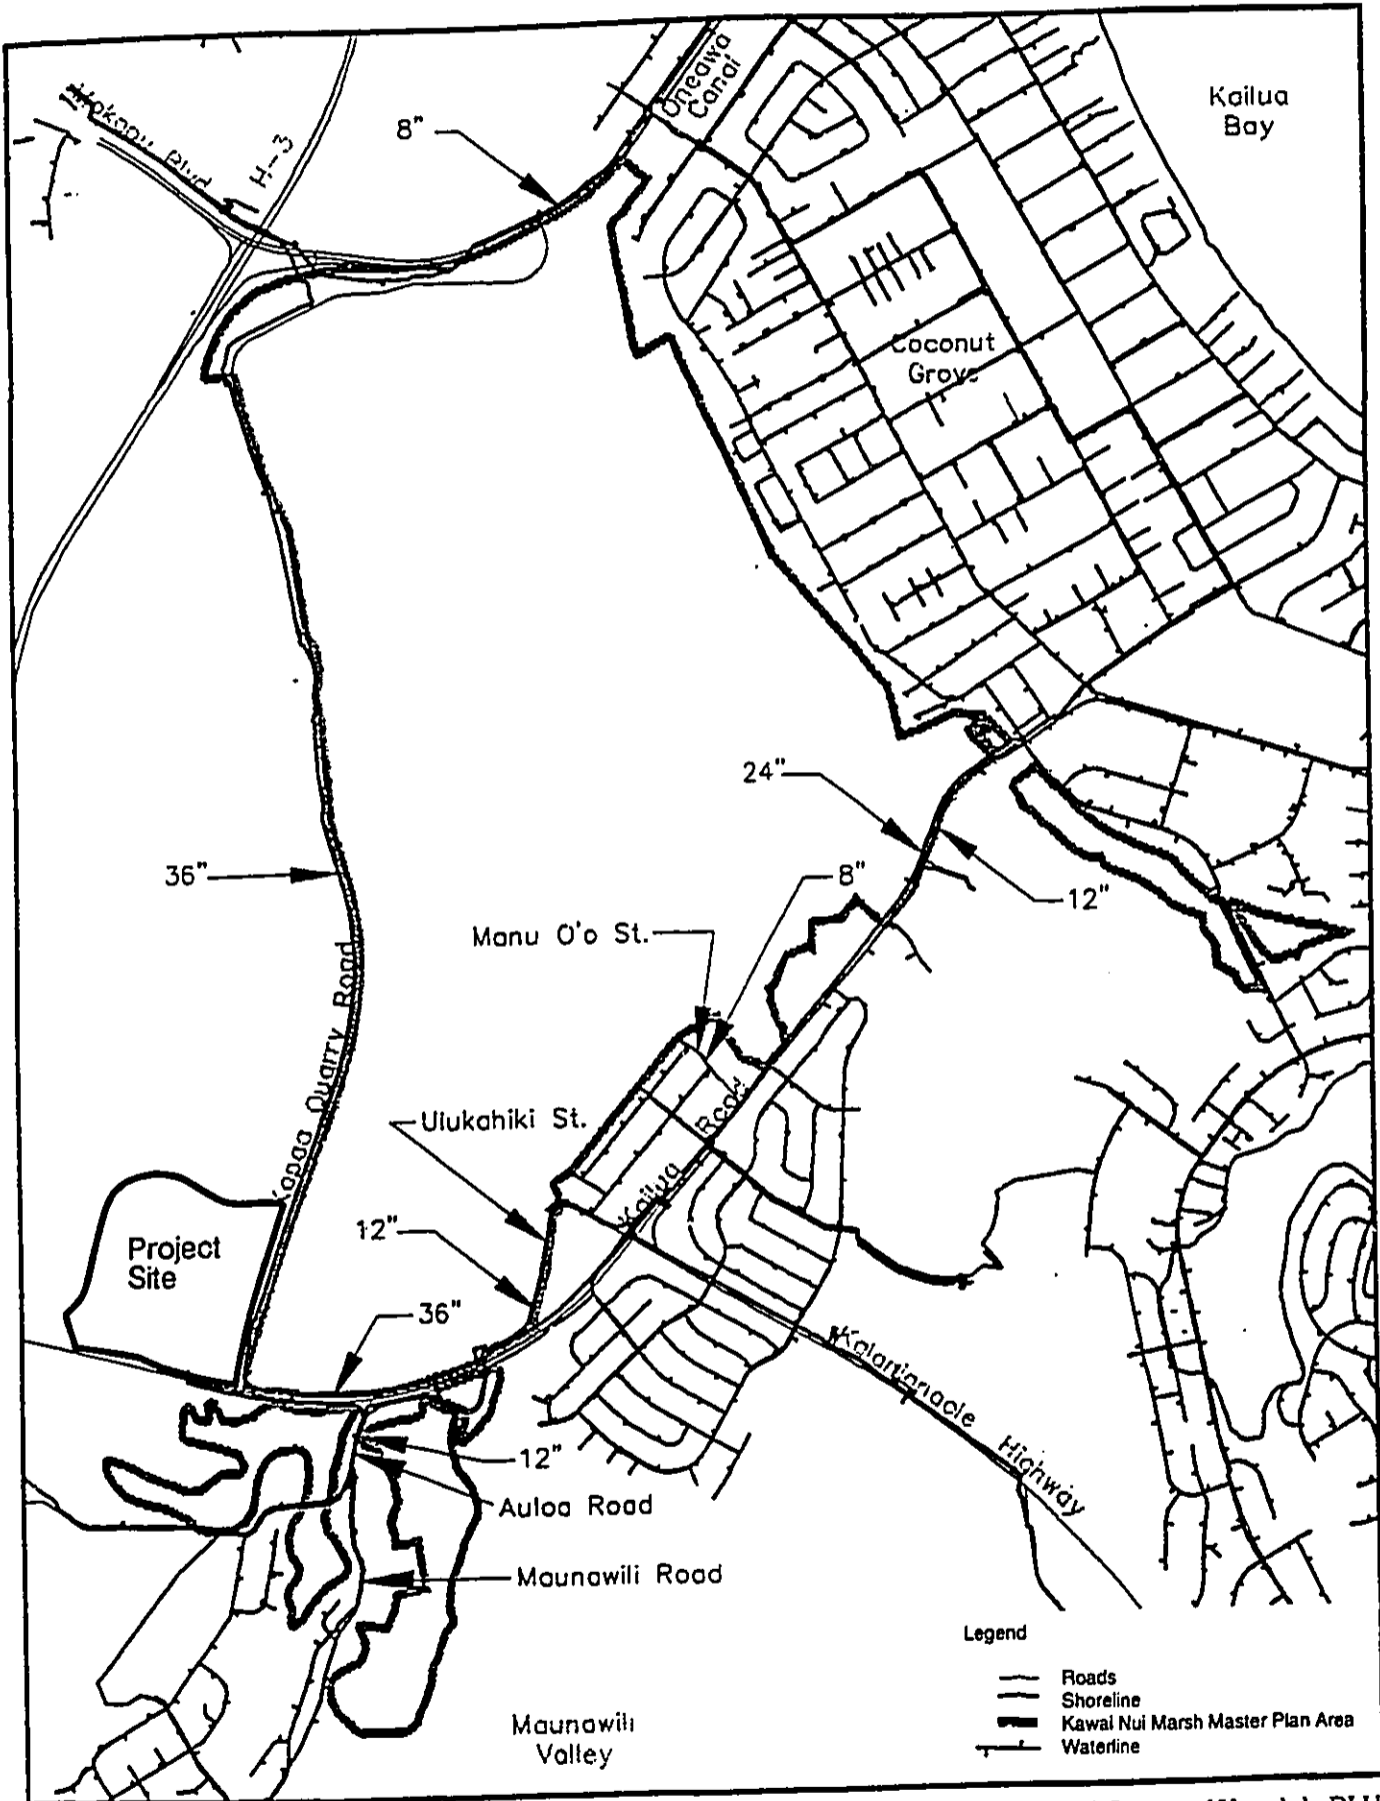 Oneawa
Canal
Kailua
Bay
8"
Mokapu Blvd
H-3
Coconut
Grove
24"
8"
36"
12"
Manu O'o St.
Kapaa Quarry Road
Ulukahiki St.
Kailua Road
12"
Project
Site
36"
Kalanianaole Highway
12"
Auloa Road
Maunawili Road
Maunawili
Valley
Legend
Roads
Shoreline
Kawai Nui Marsh Master Plan Area
Waterline